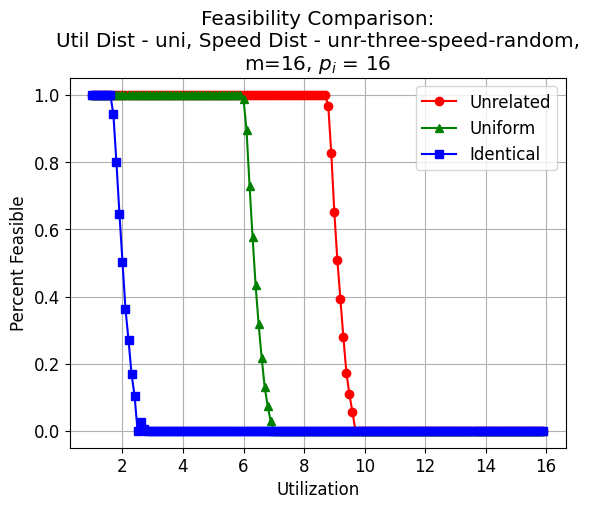 Feasibility Comparison:
Util Dist - uni, Speed Dist - unr-three-speed-random,
m=16, p_i = 16
Percent Feasible
1.0
0.8
0.6
0.4
0.2
0.0
Unrelated
Uniform
Identical
2 4 6 8 10 12 14 16
Utilization